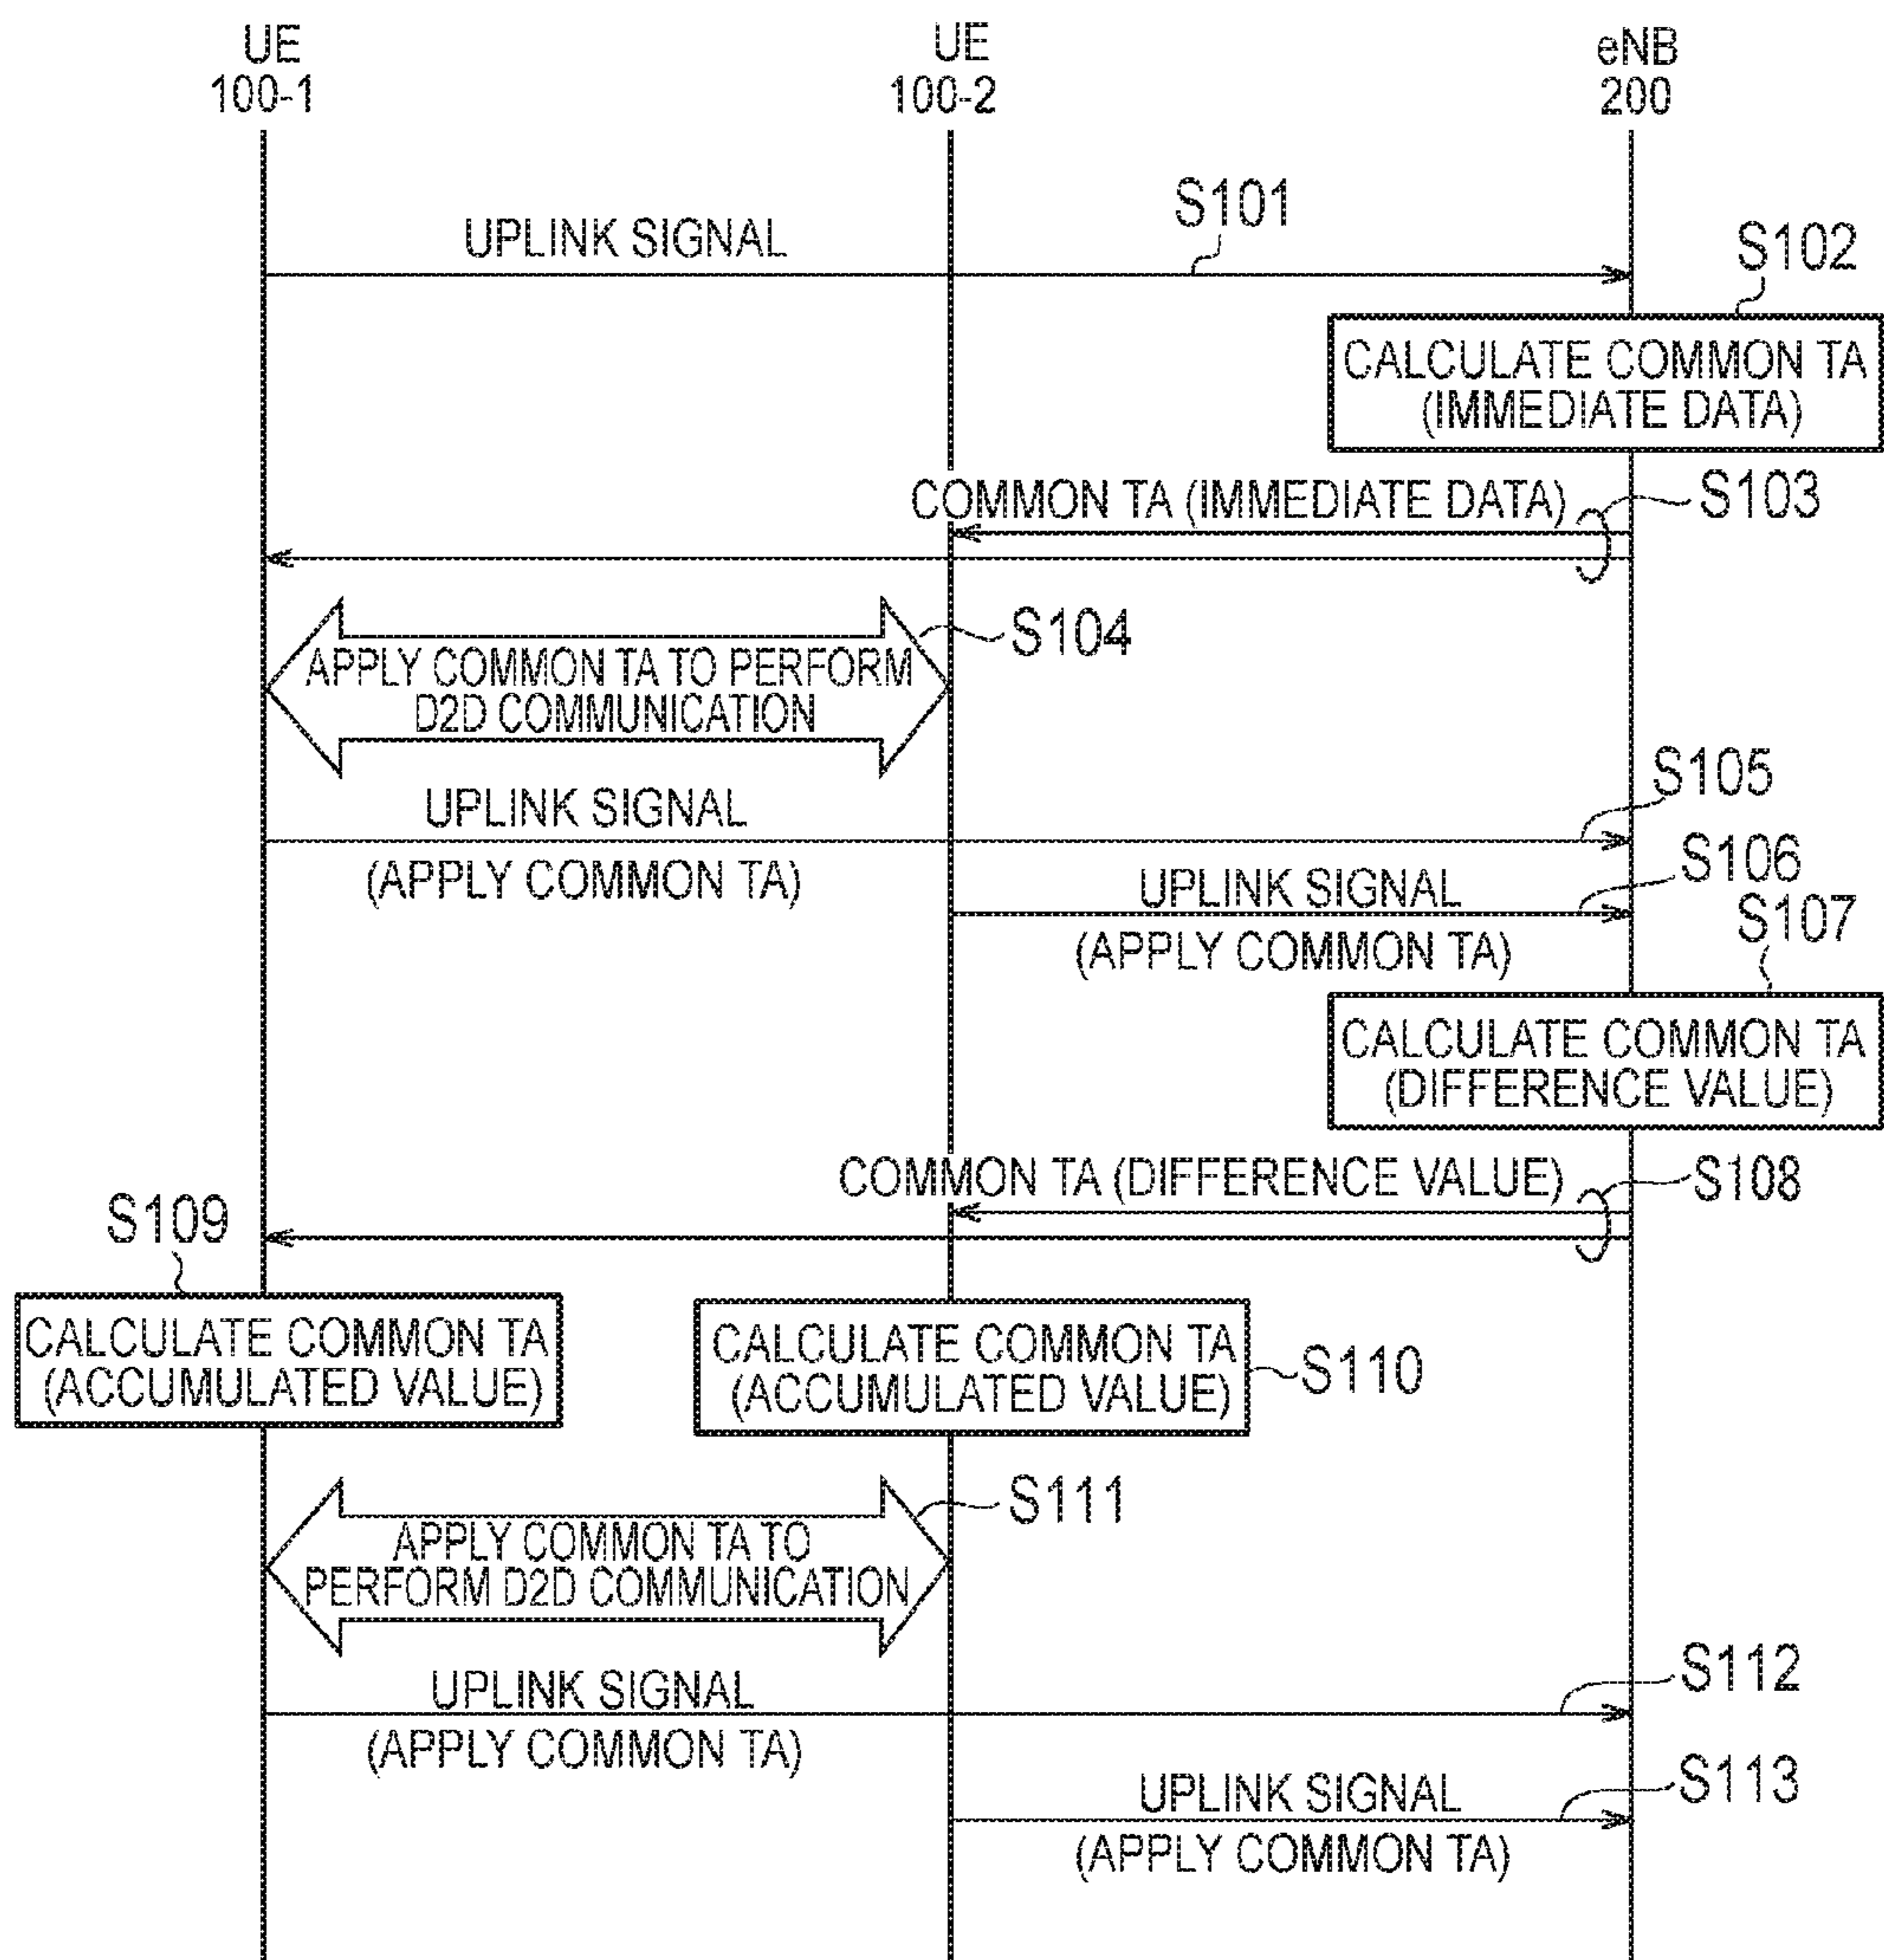 UE
100-1
UE
100-2
eNB
200
UPLINK SIGNAL
S101
S102
CALCULATE COMMON TA
(IMMEDIATE DATA)
COMMON TA (IMMEDIATE DATA)
S103
S104
APPLY COMMON TA TO PERFORM
D2D COMMUNICATION
UPLINK SIGNAL
(APPLY COMMON TA)
S105
UPLINK SIGNAL
(APPLY COMMON TA)
S106
S107
CALCULATE COMMON TA
(DIFFERENCE VALUE)
COMMON TA (DIFFERENCE VALUE)
S108
S109
CALCULATE COMMON TA
(ACCUMULATED VALUE)
CALCULATE COMMON TA
(ACCUMULATED VALUE)
S110
S111
APPLY COMMON TA TO
PERFORM D2D COMMUNICATION
UPLINK SIGNAL
(APPLY COMMON TA)
S112
UPLINK SIGNAL
(APPLY COMMON TA)
S113